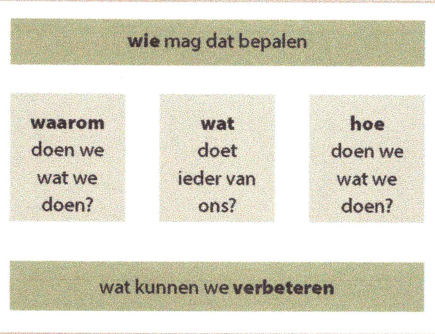 wie mag dat bepalen
waarom
doen we
wat we
doen?
wat
doet
ieder van
ons?
hoe
doen we
wat we
doen?
wat kunnen we verbeteren